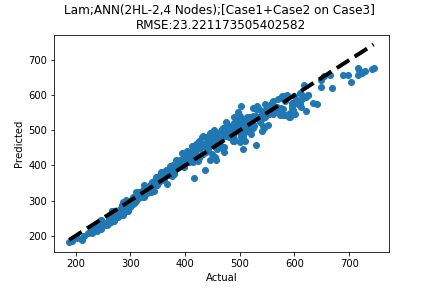 Lam;ANN(2HL-2,4 Nodes);[Case1+Case2 on Case3]
RMSE:23.221173505402582
700
600
500
400
300
200
Predicted
200 300 400 500 600 700
Actual